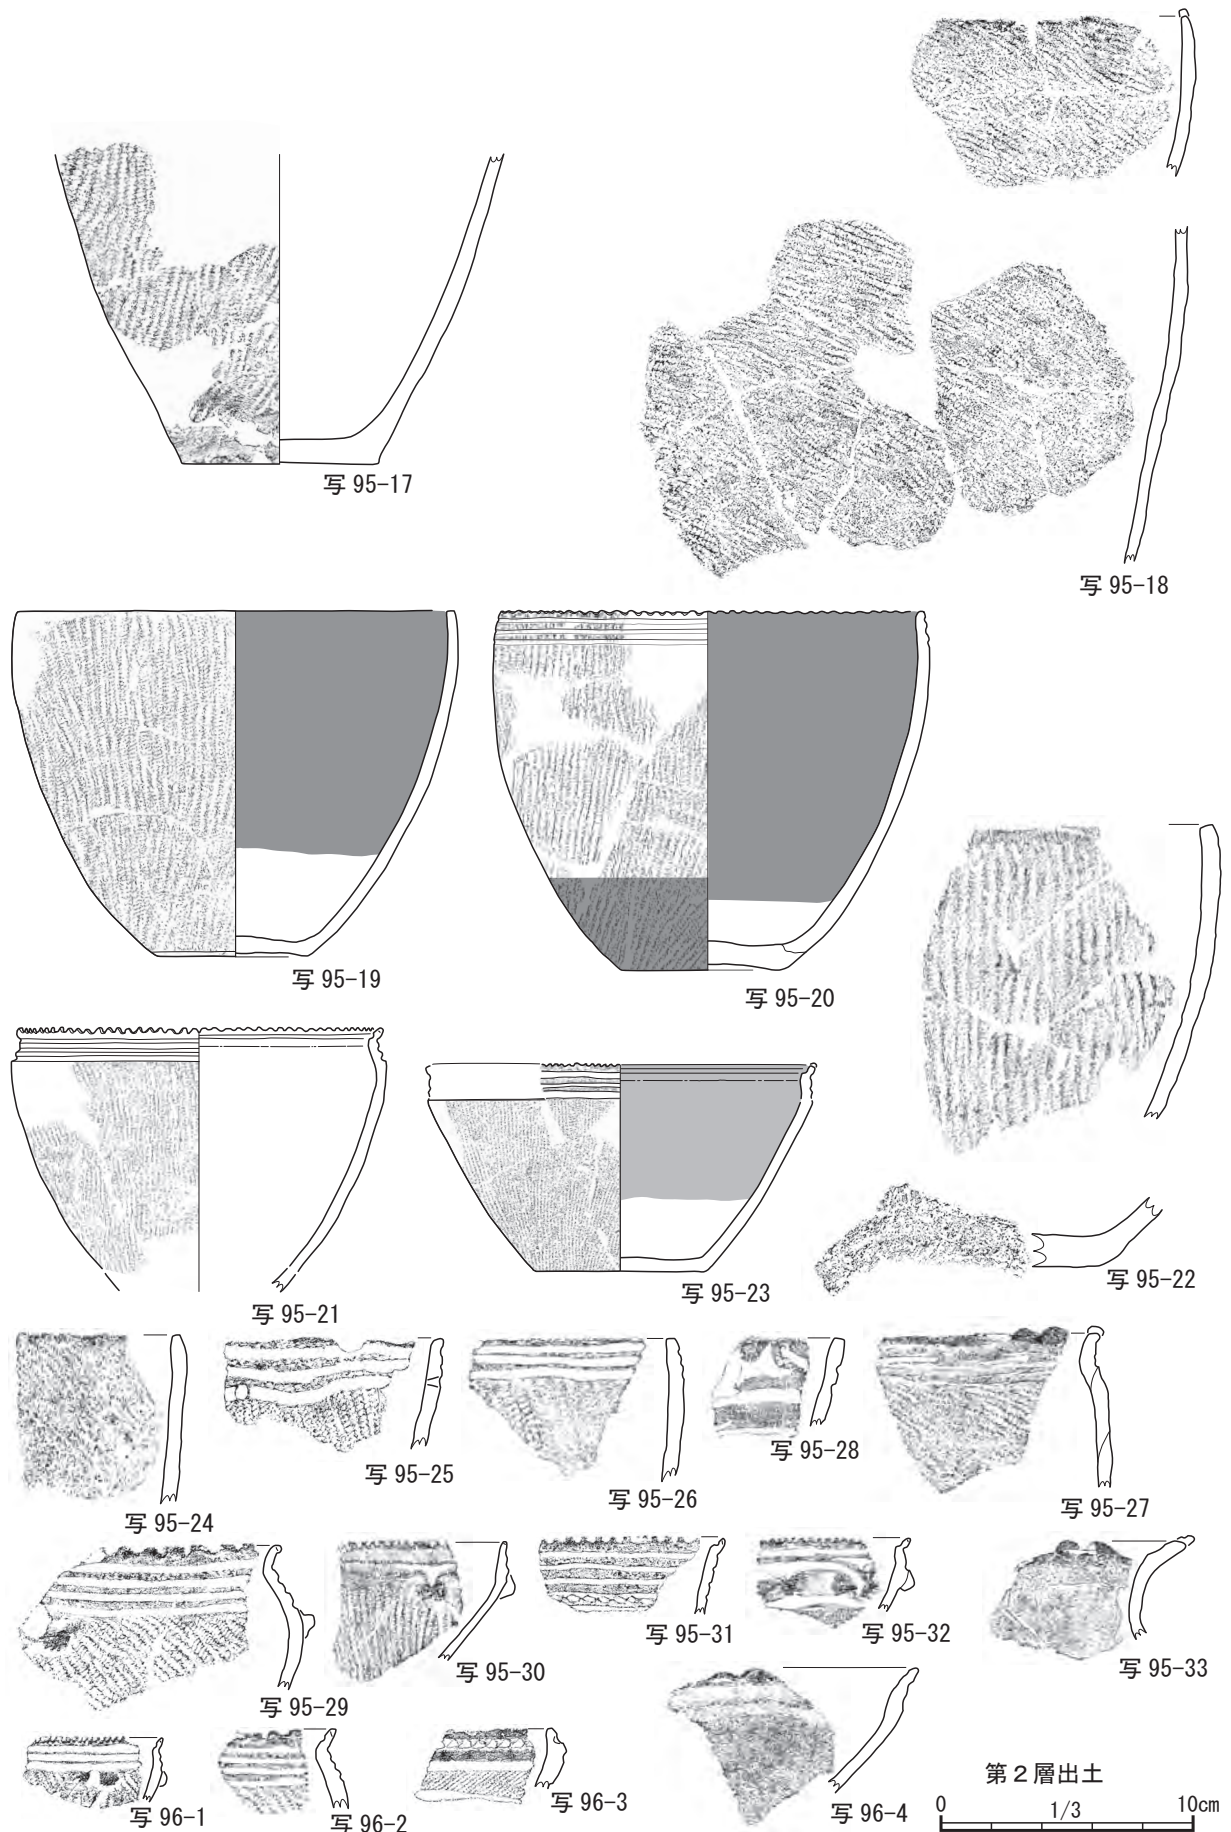 写 95-17
写 95-18
写 95-19
写 95-20
写 95-21
写 95-23
写 95-22
写 95-24
写 95-25
写 95-26
写 95-28
写 95-27
写 95-29
写 95-30
写 95-31
写 95-32
写 95-33
写 96-1
写 96-2
写 96-3
写 96-4
第２層出土
0 1/3 10cm